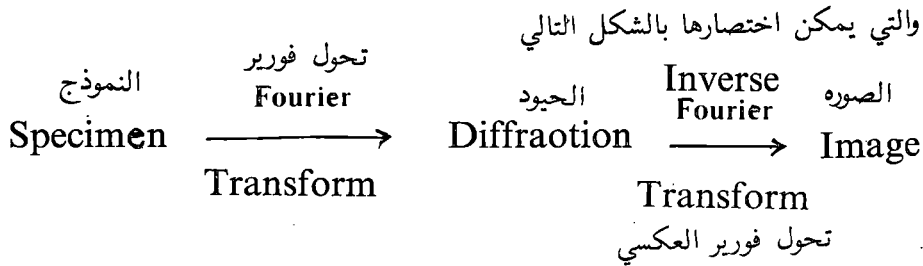 والتي يمكن اختصارها بالشكل التالي
النموذج تحول فورير الحيود Inverse الصوره
Specimen Fourier Diffraotion Fourier Image
Transform Transform
تحول فورير العكسي